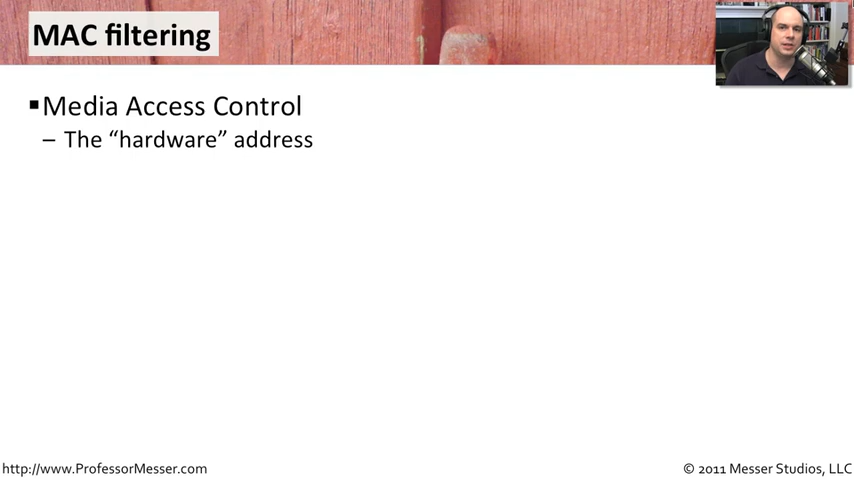 MAC filtering
▪Media Access Control
– The “hardware” address
http://www.ProfessorMesser.com
© 2011 Messer Studios, LLC